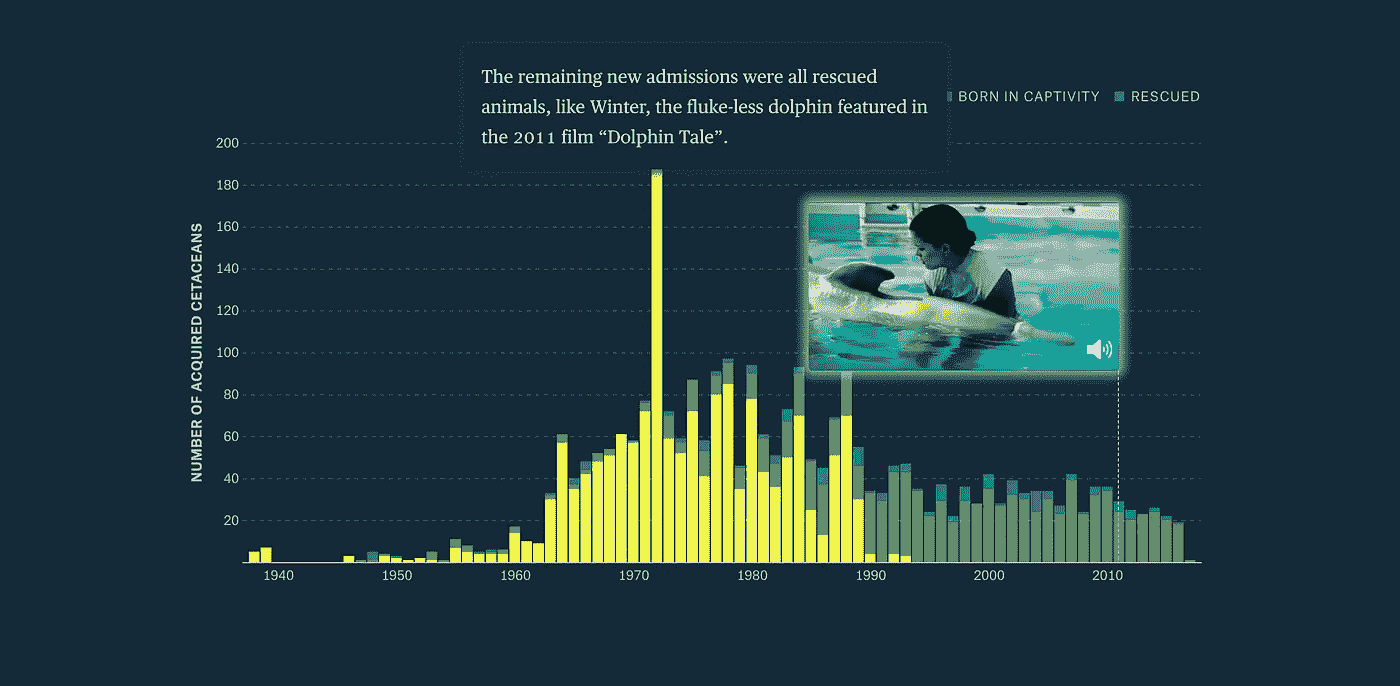 The remaining new admissions were all rescued
animals, like Winter, the fluke-less dolphin featured in
the 2011 film “Dolphin Tale”.
BORN IN CAPTIVITY RESCUED
NUMBER OF ACQUIRED CETACEANS
200
180
160
140
120
100
80
60
40
20
1940 1950 1960 1970 1980 1990 2000 2010